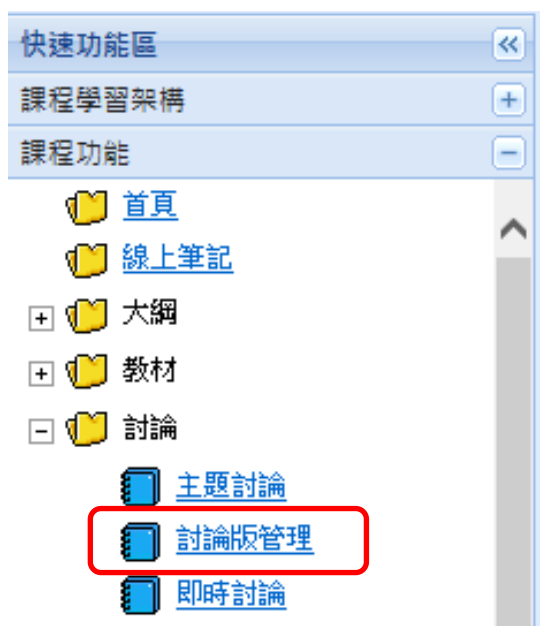 快速功能區
課程學習架構
課程功能
首頁
線上筆記
大綱
教材
討論
主題討論
討論版管理
即時討論